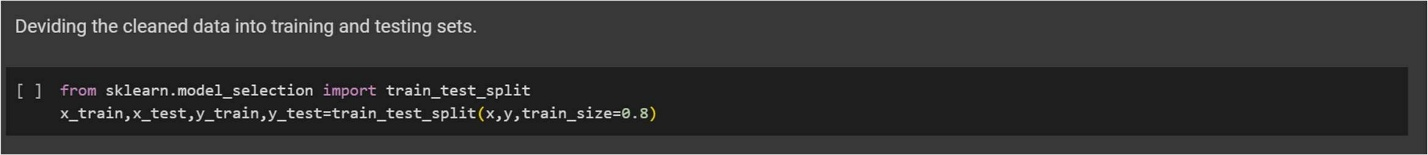 Deviding the cleaned data into training and testing sets.
[ ] from sklearn.model_selection import train_test_split
x_train,x_test,y_train,y_test=train_test_split(x,y,train_size=0.8)